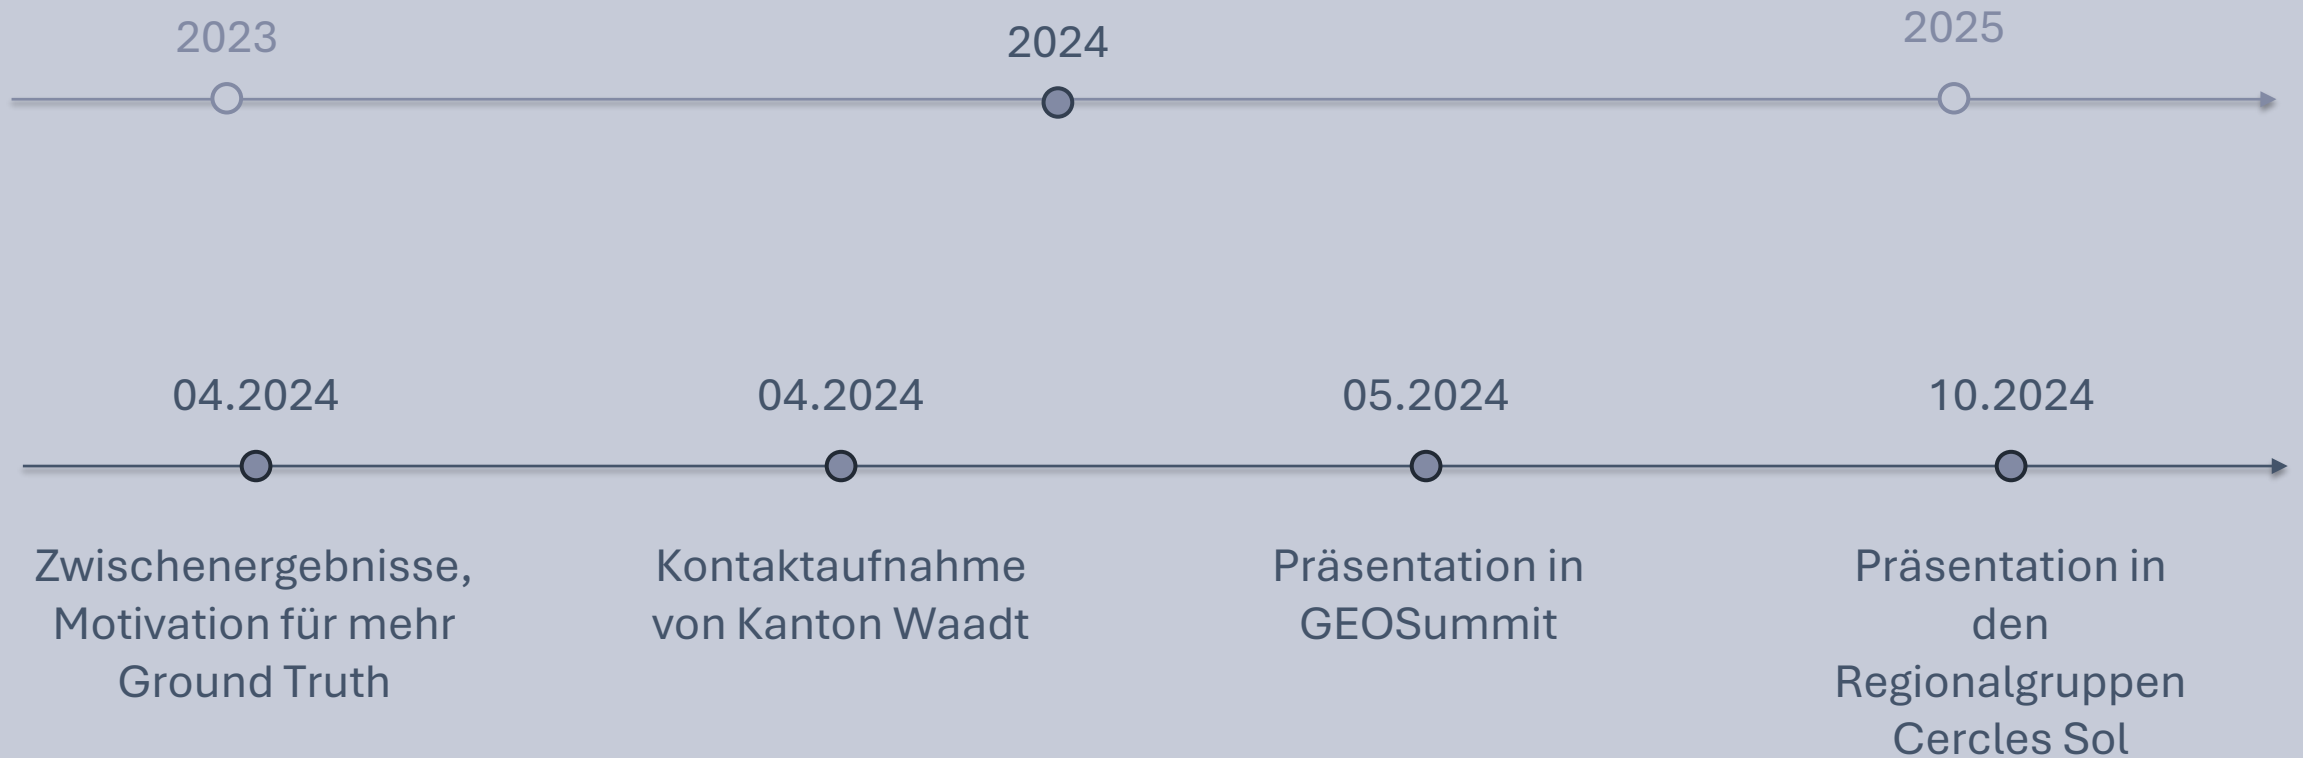 2023
2024
2025
04.2024
04.2024
05.2024
10.2024
Zwischenergebnisse,
Motivation für mehr
Ground Truth
Kontaktaufnahme
von Kanton Waadt
Präsentation in
GEOSummit
Präsentation in
den
Regionalgruppen
Cercles Sol